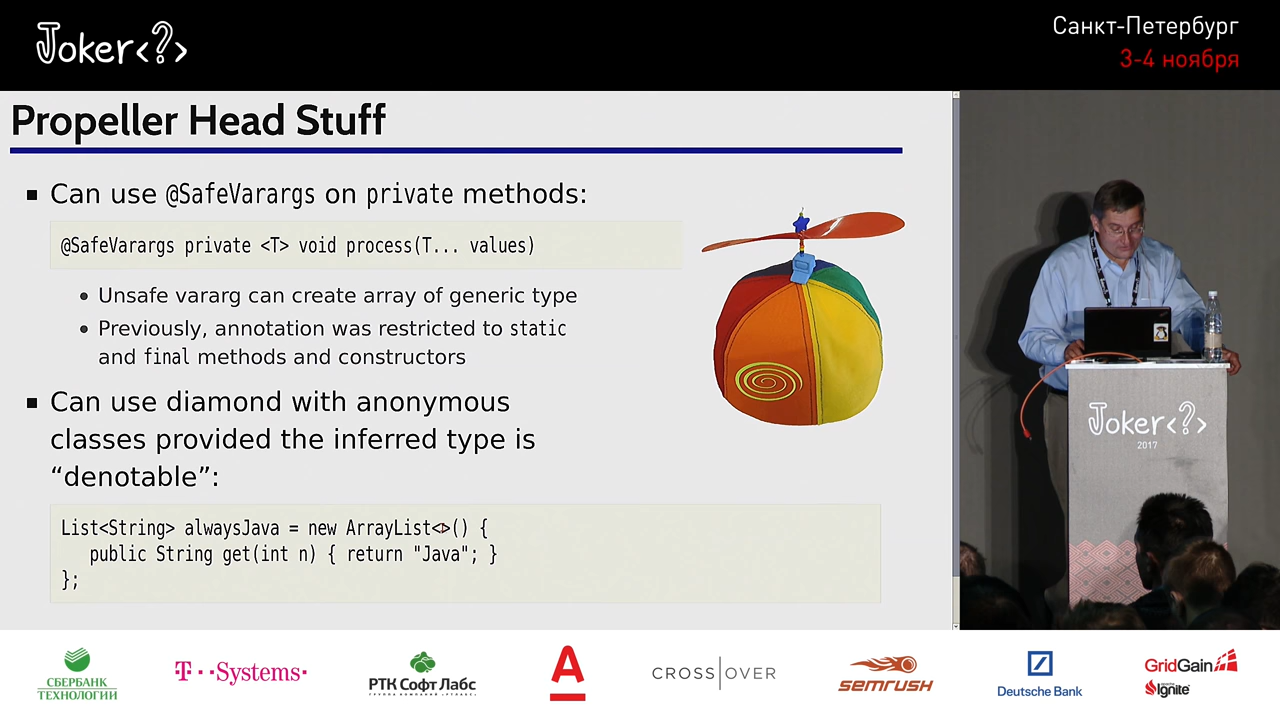 Joker<?>
Санкт-Петербург
3-4 ноября
Propeller Head Stuff
Can use @SafeVarargs on private methods:
@SafeVarargs private <T> void process(T... values)
Unsafe vararg can create array of generic type
Previously, annotation was restricted to static
and final methods and constructors
Can use diamond with anonymous
classes provided the inferred type is
“denotable”:
List<String> alwaysJava = new ArrayList<>() {
public String get(int n) { return "Java"; }
};
Joker<?>
2017
СБЕРБАНК
ТЕХНОЛОГИИ
T··Systems·
РТК Софт Лабс
ГРУППА КОМПАНИЙ «РТКЛАБС»
А
CROSS|OVER
semrush
Deutsche Bank
GridGain
Ignite